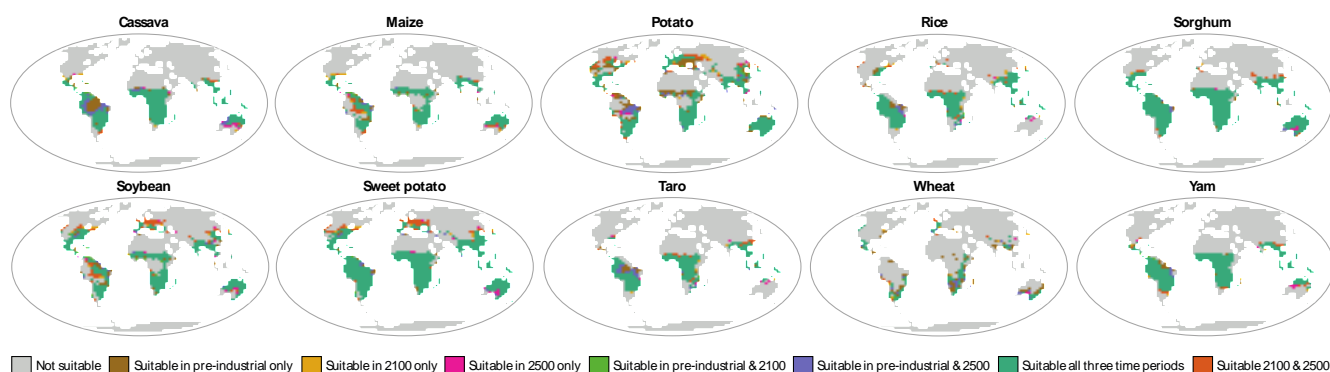 Cassava Maize Potato Rice Sorghum
Soybean Sweet potato Taro Wheat Yam
Not suitable Suitable in pre-industrial only Suitable in 2100 only Suitable in 2500 only Suitable in pre-industrial & 2100 Suitable in pre-industrial & 2500 Suitable all three time periods Suitable 2100 & 2500